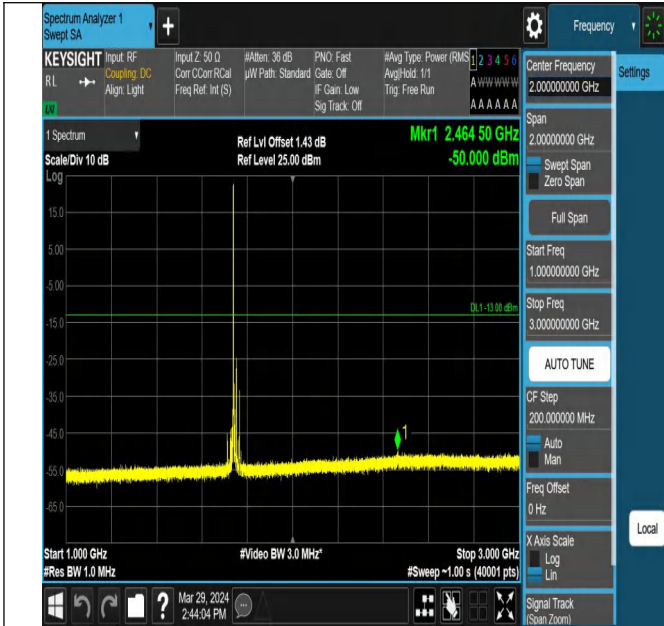 Spectrum Analyzer 1
Swept SA
Frequency
KEYSIGHT
RL
LXI
Input: RF
Coupling: DC
Align: Light
Input Z: 50 Ω
Corr CCorr RCal
Freq Ref: Int (S)
#Atten: 36 dB
µW Path: Standard
PNO: Fast
Gate: Off
IF Gain: Low
Sig Track: Off
#Avg Type: Power (RMS
Avg|Hold: 1/1
Trig: Free Run
1 2 3 4 5 6
A W W W W W
A A A A A A
1 Spectrum
Scale/Div 10 dB
Log
Ref Lvl Offset 1.43 dB
Ref Level 25.00 dBm
Mkr1 2.464 50 GHz
-50.000 dBm
15.0
5.00
-5.00
DL1 -13.00 dBm
-15.0
-25.0
-35.0
-45.0
1
-55.0
-65.0
Start 1.000 GHz
#Video BW 3.0 MHz*
Stop 3.000 GHz
#Res BW 1.0 MHz
#Sweep ~1.00 s (40001 pts)
?
Mar 29, 2024
2:44:04 PM
Center Frequency
2.000000000 GHz
Settings
Span
2.00000000 GHz
Swept Span
Zero Span
Full Span
Start Freq
1.000000000 GHz
Stop Freq
3.000000000 GHz
AUTO TUNE
CF Step
200.000000 MHz
Auto
Man
Freq Offset
0 Hz
Local
X Axis Scale
Log
Lin
Signal Track
(Span Zoom)